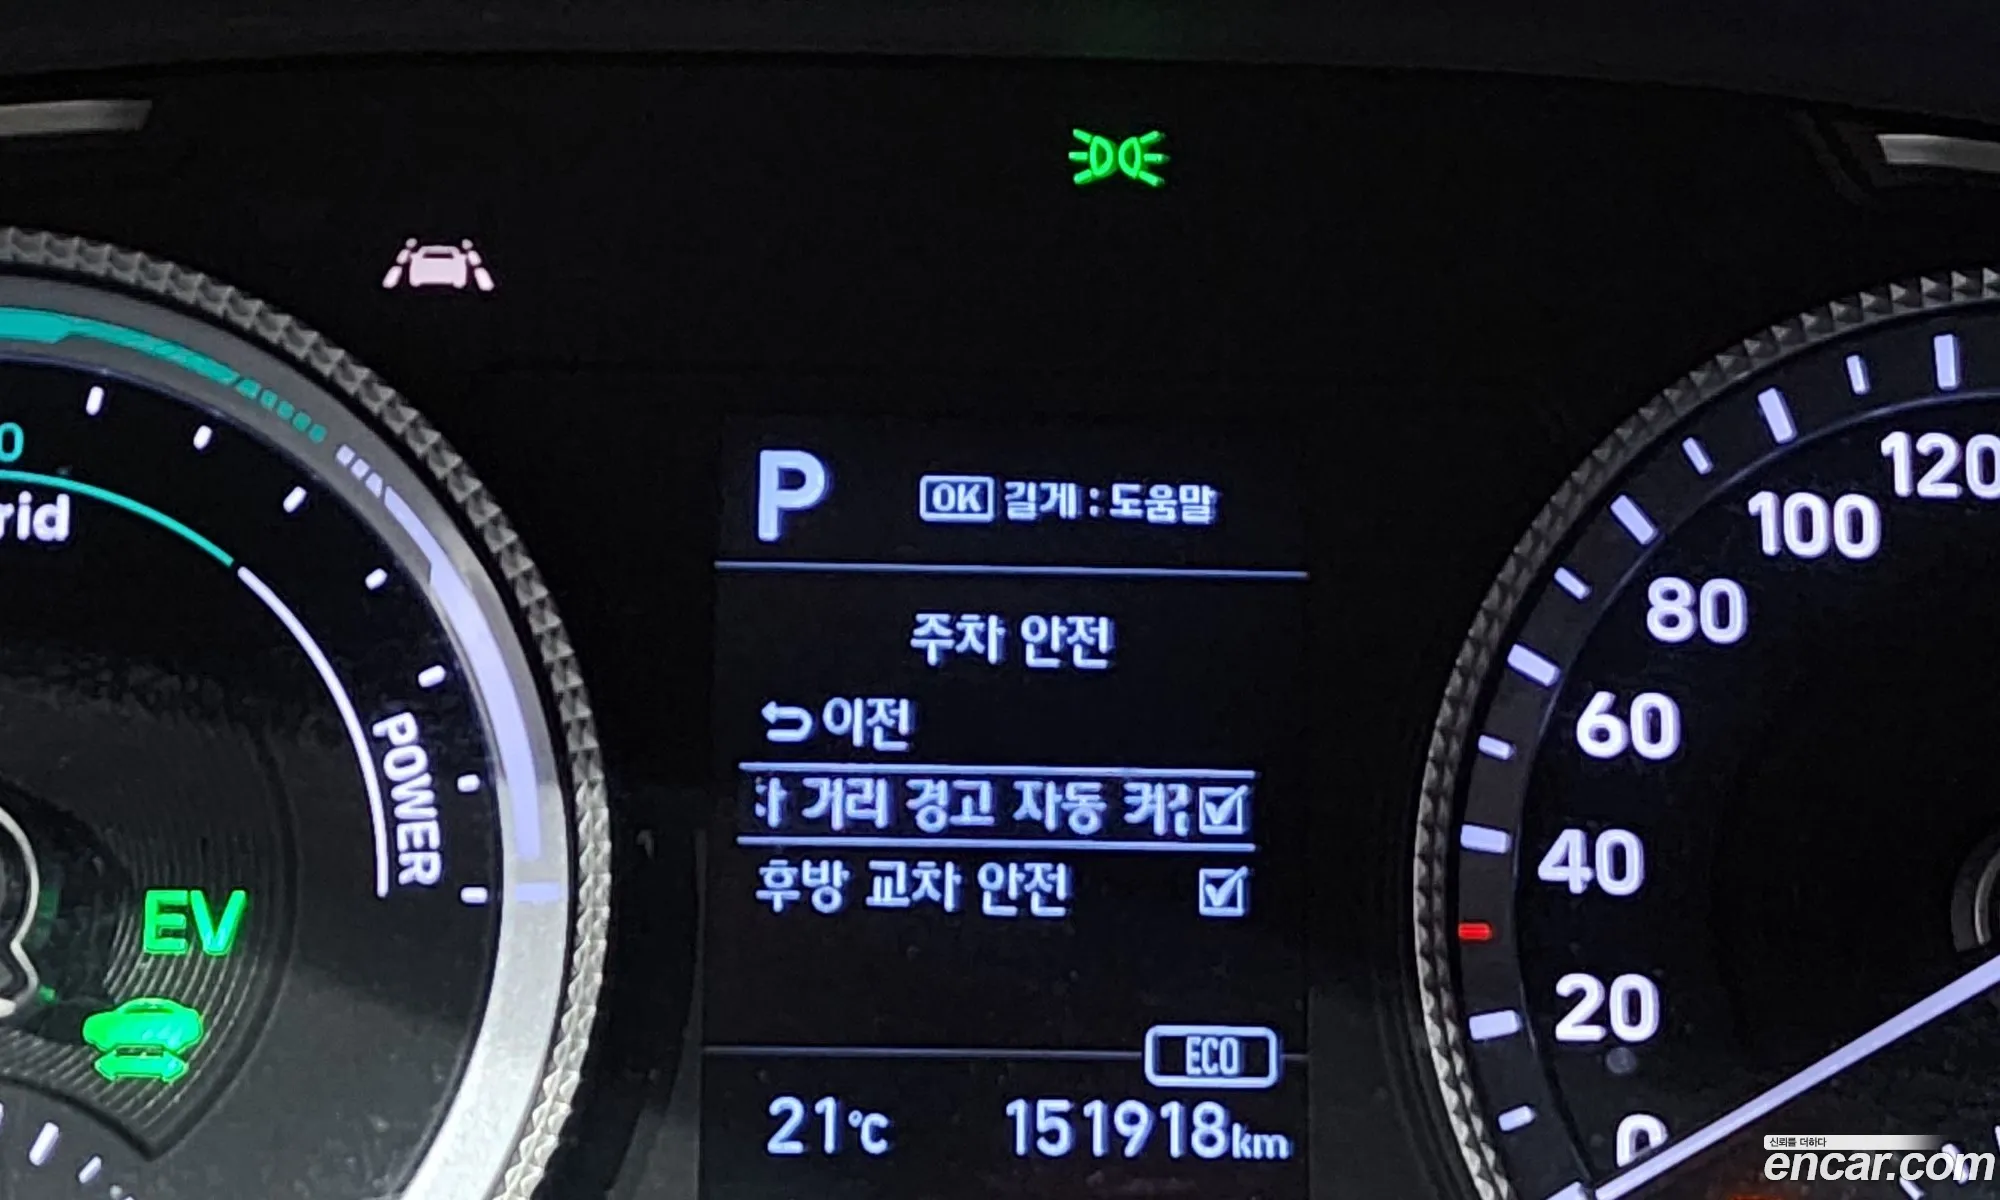 P
OK 길게 : 도움말
주차 안전
이전
거리 경고 자동
후방 교차 안전
ECO
21°C 151918km
POWER
EV
120
100
80
60
40
20
0
신뢰를 더하다
encar.com